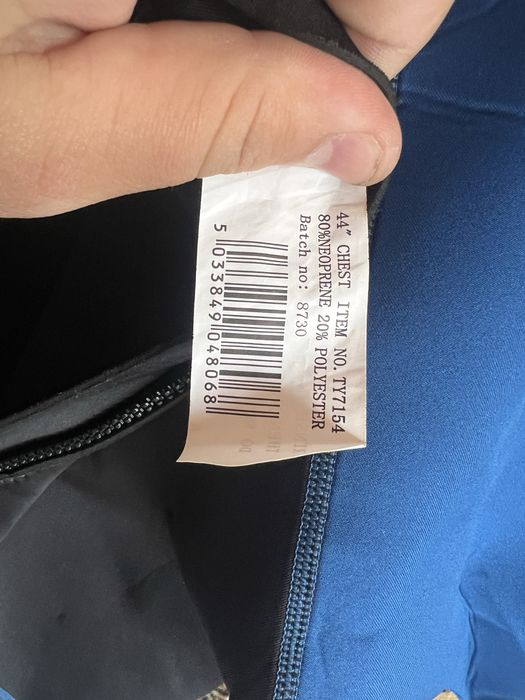 44" CHEST ITEM NO. TY7154
80%NEOPRENE 20% POLYESTER
Batch no: 8730
5 033849 048068